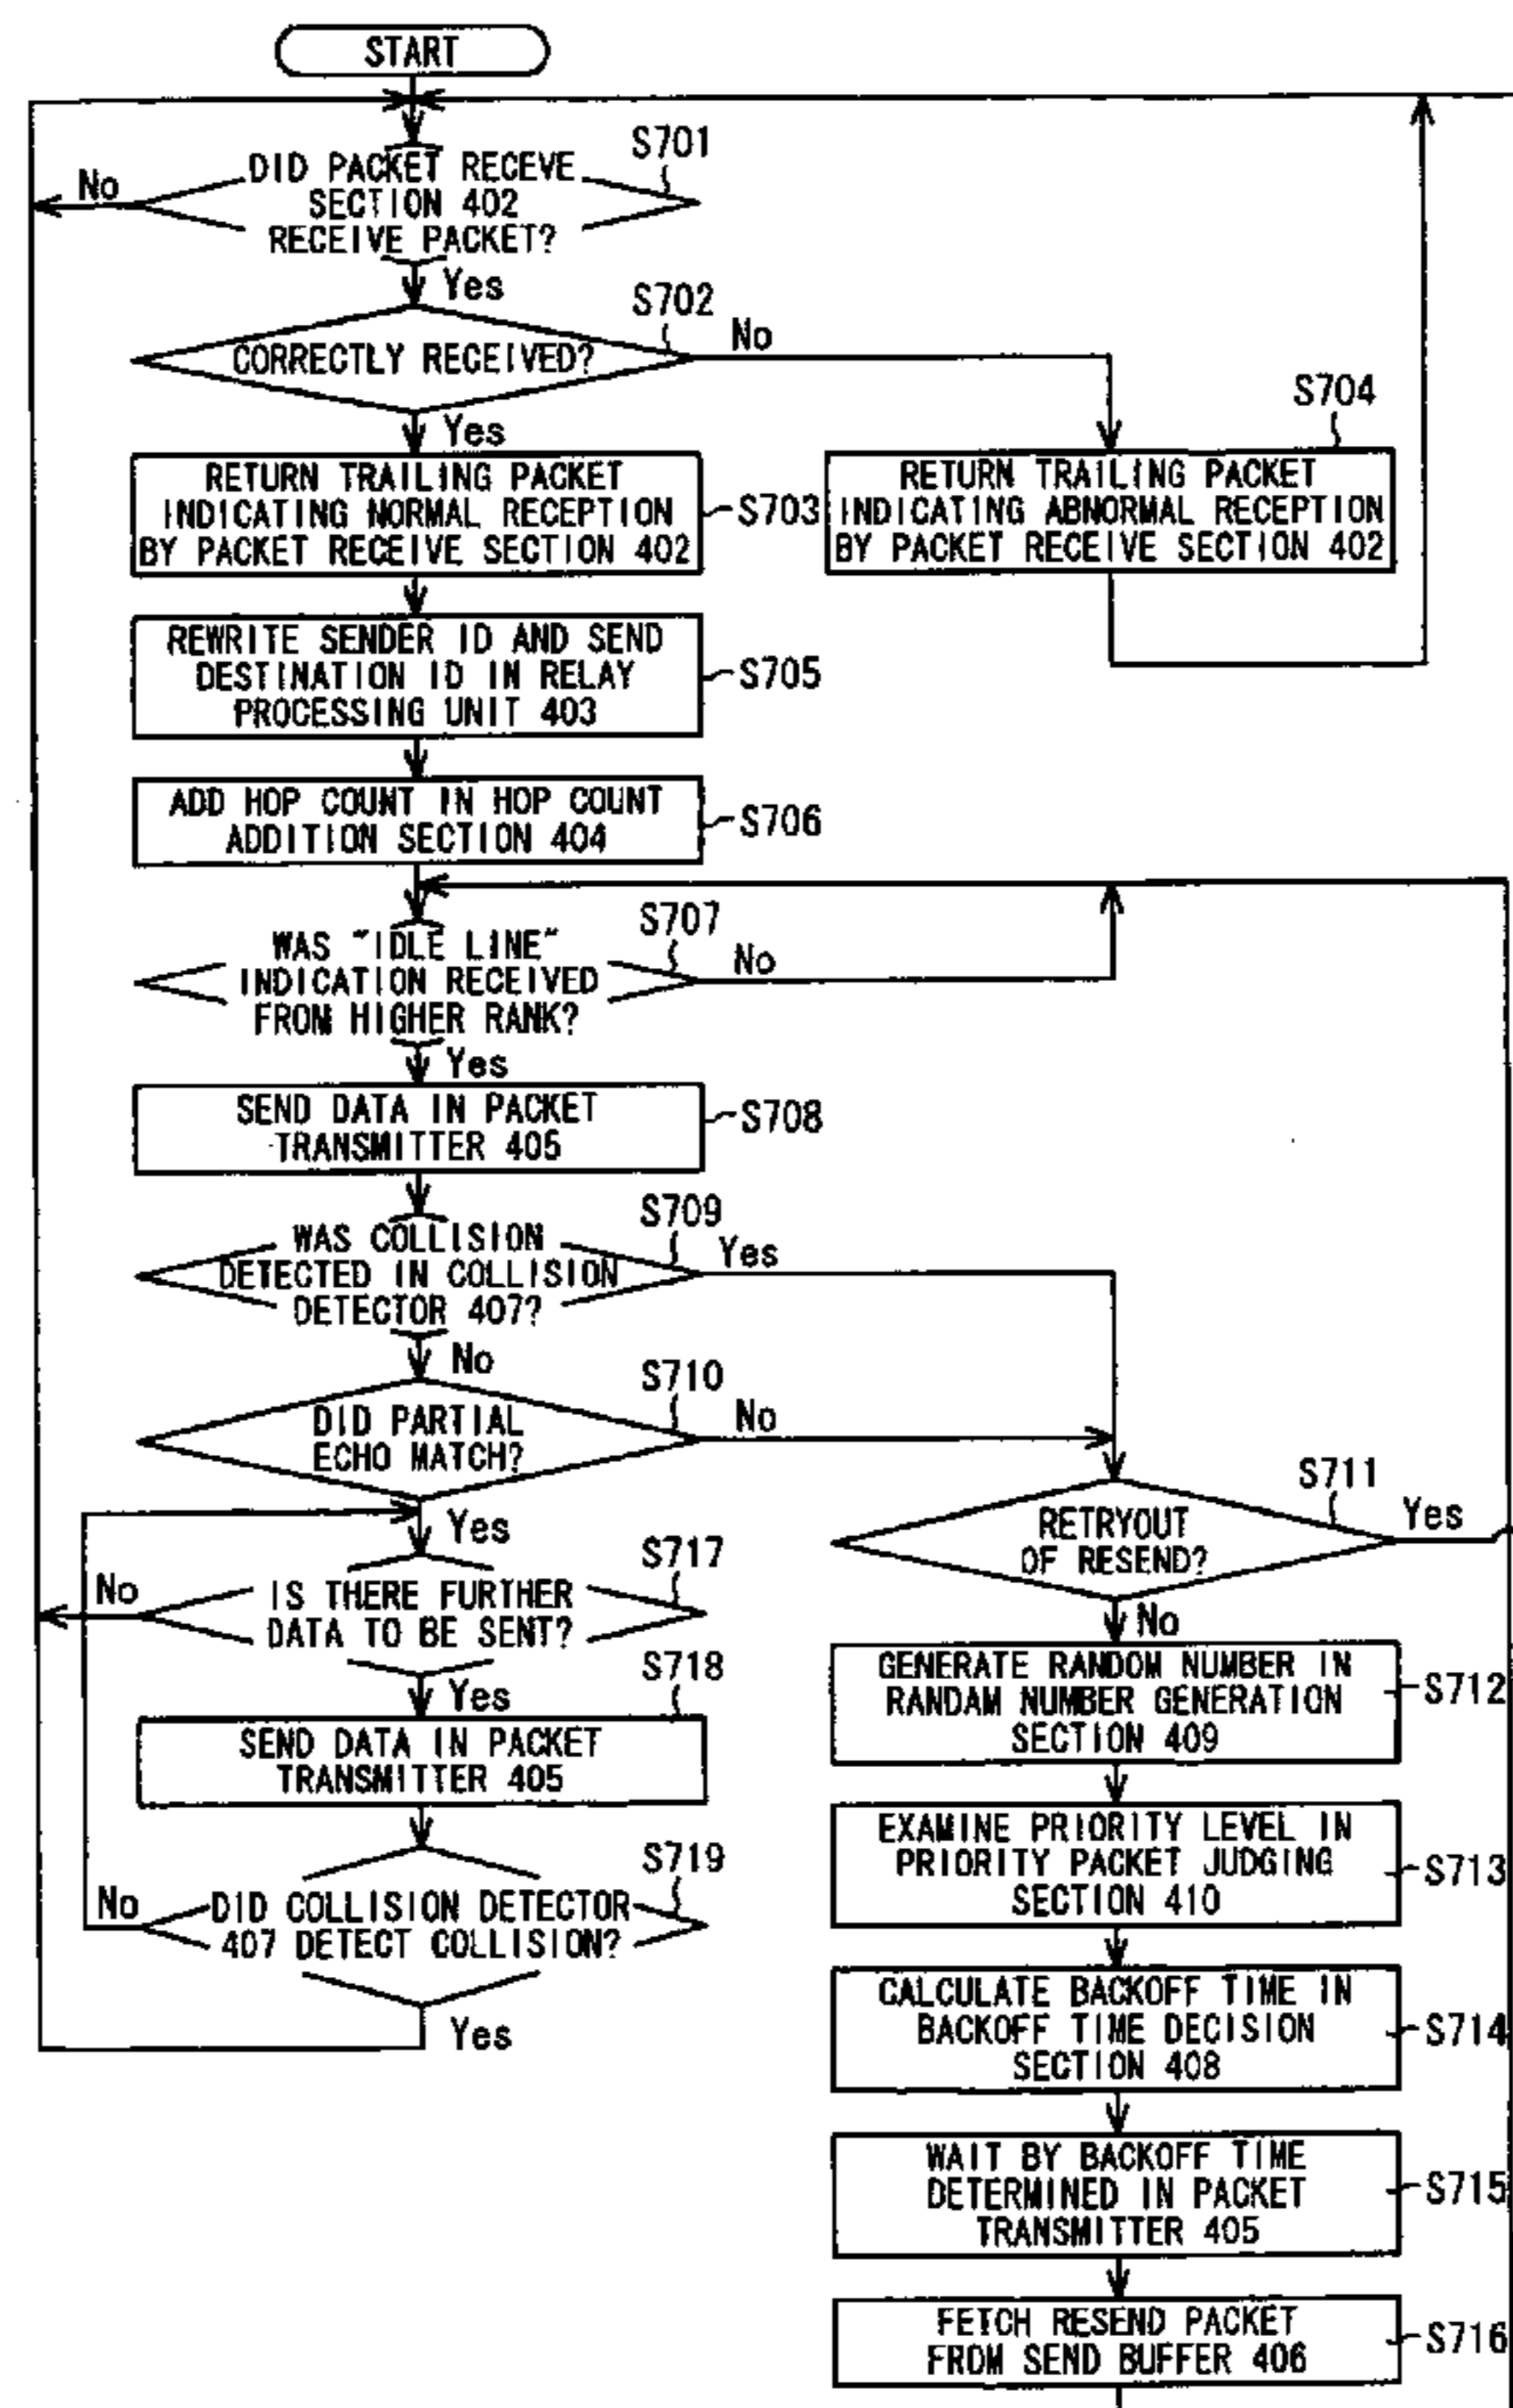 START
S701
DID PACKET RECEVE
SECTION 402
RECEIVE PACKET?
No
Yes
S702
CORRECTLY RECEIVED?
No
Yes
S704
RETURN TRAILING PACKET
INDICATING NORMAL RECEPTION
BY PACKET RECEIVE SECTION 402
S703
RETURN TRAILING PACKET
INDICATING ABNORMAL RECEPTION
BY PACKET RECEIVE SECTION 402
REWRITE SENDER ID AND SEND
DESTINATION ID IN RELAY
PROCESSING UNIT 403
S705
ADD HOP COUNT IN HOP COUNT
ADDITION SECTION 404
S706
S707
WAS "IDLE LINE"
INDICATION RECEIVED
FROM HIGHER RANK?
No
Yes
SEND DATA IN PACKET
TRANSMITTER 405
S708
S709
WAS COLLISION
DETECTED IN COLLISION
DETECTOR 407?
Yes
No
S710
DID PARTIAL
ECHO MATCH?
No
Yes
S711
RETRYOUT
OF RESEND?
Yes
No
S717
IS THERE FURTHER
DATA TO BE SENT?
No
Yes
S718
SEND DATA IN PACKET
TRANSMITTER 405
S719
DID COLLISION DETECTOR
407 DETECT COLLISION?
No
Yes
GENERATE RANDOM NUMBER IN
RANDAM NUMBER GENERATION
SECTION 409
S712
EXAMINE PRIORITY LEVEL IN
PRIORITY PACKET JUDGING
SECTION 410
S713
CALCULATE BACKOFF TIME IN
BACKOFF TIME DECISION
SECTION 408
S714
WAIT BY BACKOFF TIME
DETERMINED IN PACKET
TRANSMITTER 405
S715
FETCH RESEND PACKET
FROM SEND BUFFER 406
S716